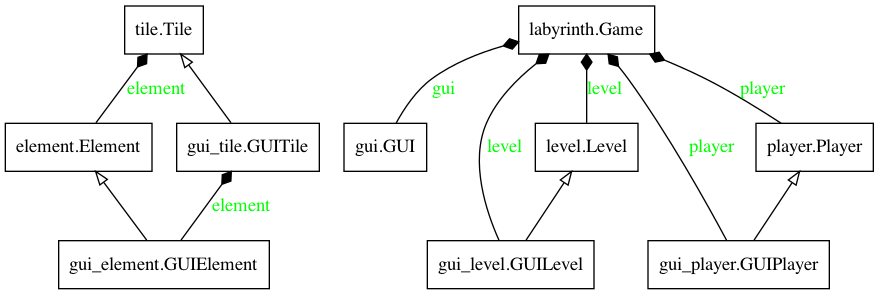 tile.Tile
labyrinth.Game
element
gui
level
player
element.Element
gui_tile.GUITile
gui.GUI
level
level.Level
player
player.Player
element
gui_element.GUIElement
gui_level.GUILevel
gui_player.GUIPlayer